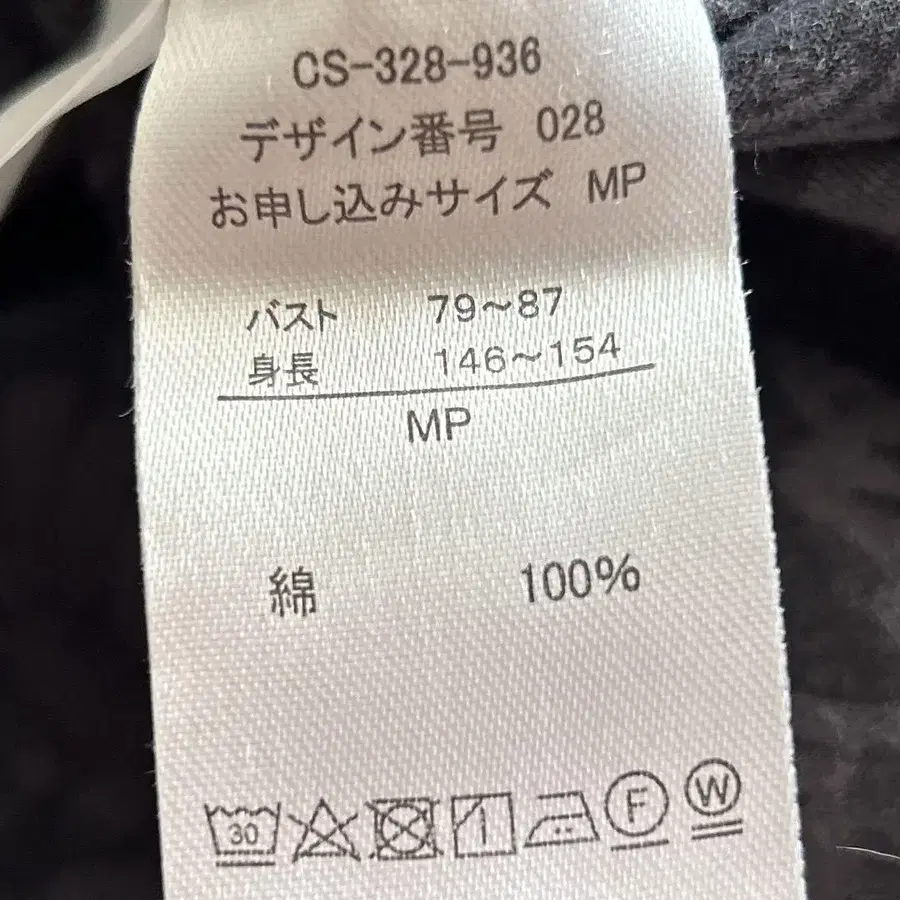 CS-328-936
デザイン番号 028
お申し込みサイズ MP
バスト 79～87
身長 146～154
MP
綿 100%
30 F W